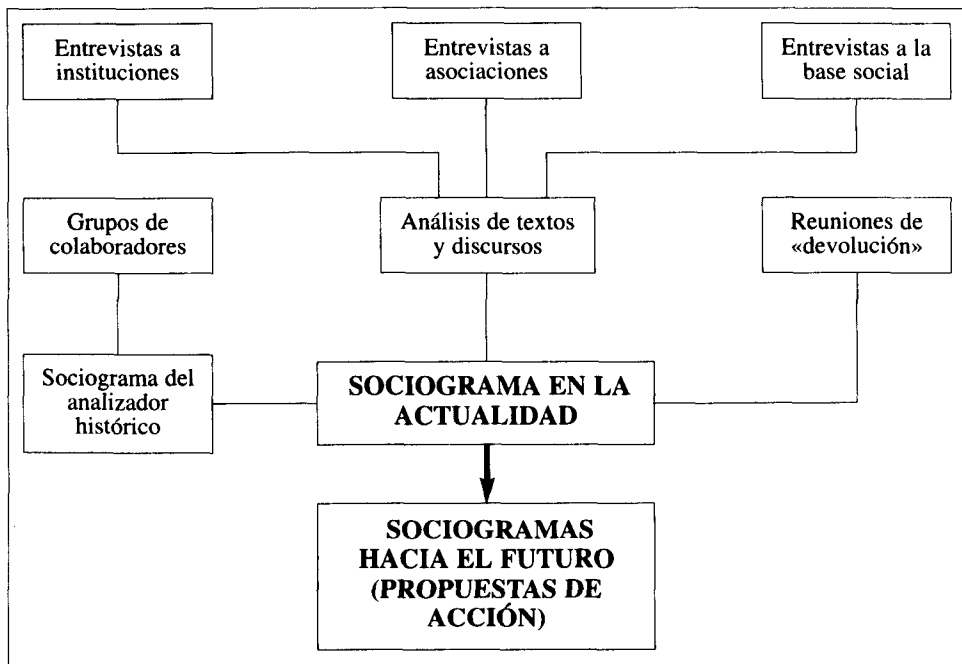 Entrevistas a
instituciones
Entrevistas a
asociaciones
Entrevistas a la
base social
Grupos de
colaboradores
Análisis de textos
y discursos
Reuniones de
«devolución»
Sociograma del
analizador
histórico
SOCIOGRAMA EN LA
ACTUALIDAD
SOCIOGRAMAS
HACIA EL FUTURO
(PROPUESTAS DE
ACCIÓN)